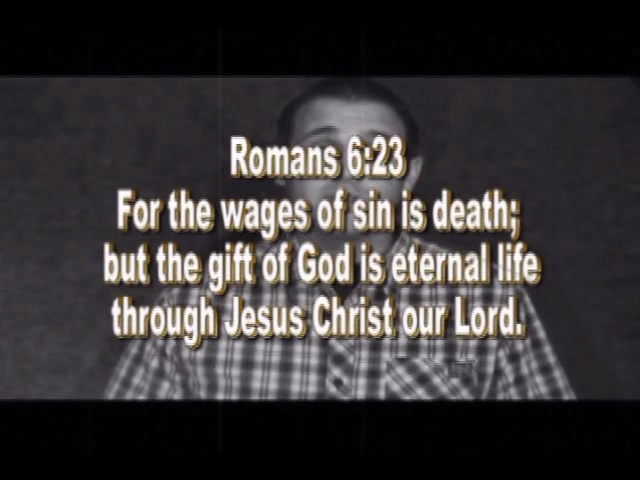 Romans 6:23
For the wages of sin is death;
but the gift of God is eternal life
through Jesus Christ our Lord.